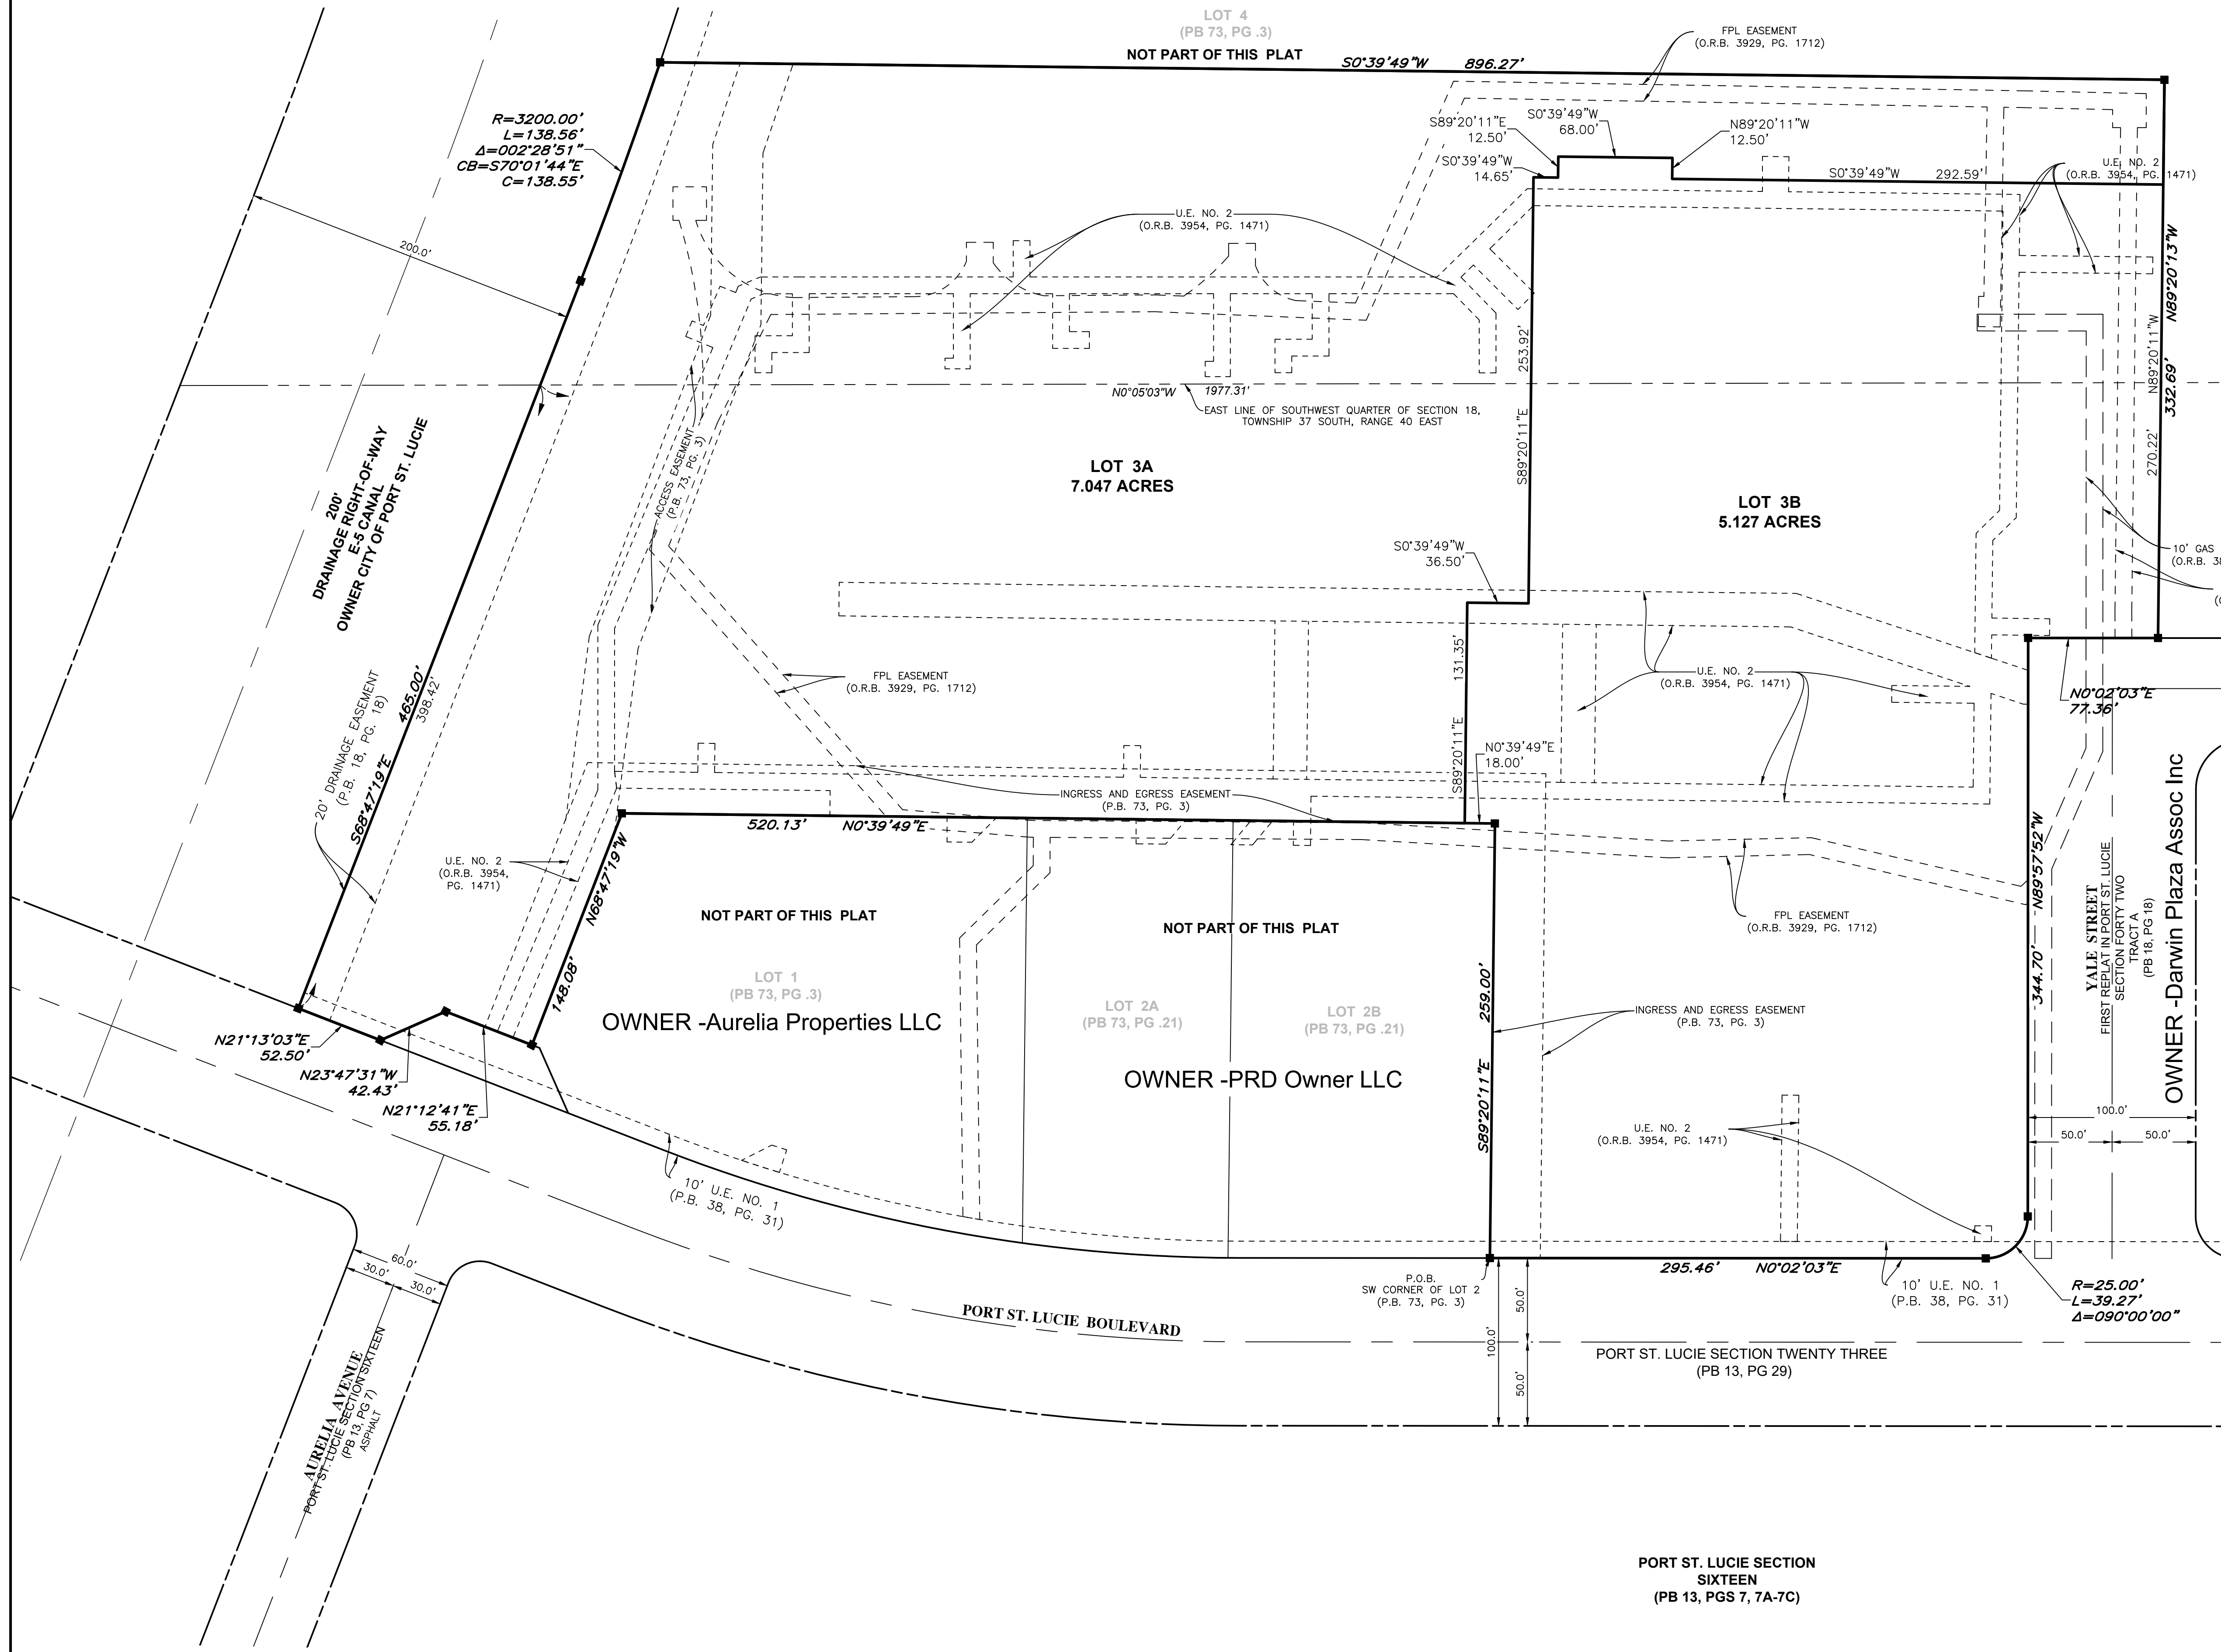 LOT 4
(PB 73, PG .3)
NOT PART OF THIS PLAT
S0°39'49"W 896.27'
FPL EASEMENT
(O.R.B. 3929, PG. 1712)
R=3200.00'
L=138.56'
Δ=002°28'51"
CB=S70°01'44"E
C=138.55'
S89°20'11"E
12.50'
S0°39'49"W
68.00'
N89°20'11"W
12.50'
S0°39'49"W
14.65'
S0°39'49"W 292.59'
U.E. NO. 2
(O.R.B. 3954, PG. 1471)
U.E. NO. 2
(O.R.B. 3954, PG. 1471)
200.0'
N89°20'13"W
332.69'
N89°20'11"W
270.22'
S89°20'11"E
253.92'
N0°05'03"W 1977.31'
EAST LINE OF SOUTHWEST QUARTER OF SECTION 18,
TOWNSHIP 37 SOUTH, RANGE 40 EAST
200'
DRAINAGE RIGHT-OF-WAY
E-5 CANAL
OWNER CITY OF PORT ST. LUCIE
ACCESS EASEMENT
(P.B. 73, PG. 3)
LOT 3A
7.047 ACRES
LOT 3B
5.127 ACRES
S0°39'49"W
36.50'
10' GAS
(O.R.B. 38
(O
S89°20'11"E
131.35'
FPL EASEMENT
(O.R.B. 3929, PG. 1712)
U.E. NO. 2
(O.R.B. 3954, PG. 1471)
N0°02'03"E
77.36'
20' DRAINAGE EASEMENT
(P.B. 18, PG. 18)
S68°47'19"E
465.00'
398.42'
N0°39'49"E
18.00'
INGRESS AND EGRESS EASEMENT
(P.B. 73, PG. 3)
520.13' N0°39'49"E
U.E. NO. 2
(O.R.B. 3954,
PG. 1471)
N68°47'19"W
148.08'
NOT PART OF THIS PLAT
NOT PART OF THIS PLAT
FPL EASEMENT
(O.R.B. 3929, PG. 1712)
N89°57'52"W
344.70'
YALE STREET
FIRST REPLAT IN PORT ST. LUCIE
SECTION FORTY TWO
TRACT A
(PB 18, PG 18)
OWNER -Darwin Plaza Assoc Inc
LOT 1
(PB 73, PG .3)
OWNER -Aurelia Properties LLC
LOT 2A
(PB 73, PG .21)
LOT 2B
(PB 73, PG .21)
OWNER -PRD Owner LLC
S89°20'11"E
259.00'
INGRESS AND EGRESS EASEMENT
(P.B. 73, PG. 3)
N21°13'03"E
52.50'
N23°47'31"W
42.43'
N21°12'41"E
55.18'
U.E. NO. 2
(O.R.B. 3954, PG. 1471)
100.0'
50.0'
50.0'
10' U.E. NO. 1
(P.B. 38, PG. 31)
60.0'
30.0'
30.0'
P.O.B.
SW CORNER OF LOT 2
(P.B. 73, PG. 3)
295.46' N0°02'03"E
10' U.E. NO. 1
(P.B. 38, PG. 31)
R=25.00'
L=39.27'
Δ=090°00'00"
PORT ST. LUCIE BOULEVARD
100.0'
50.0'
50.0'
PORT ST. LUCIE SECTION TWENTY THREE
(PB 13, PG 29)
AURELIA AVENUE
PORT ST. LUCIE SECTION SIXTEEN
(PB 13, PG 7)
ASPHALT
PORT ST. LUCIE SECTION
SIXTEEN
(PB 13, PGS 7, 7A-7C)